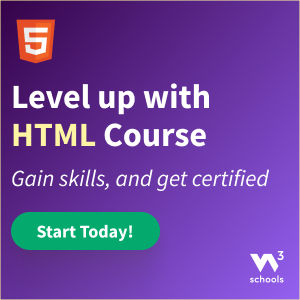 5
Level up with
HTML Course
Gain skills, and get certified
Start Today!
w3
schools